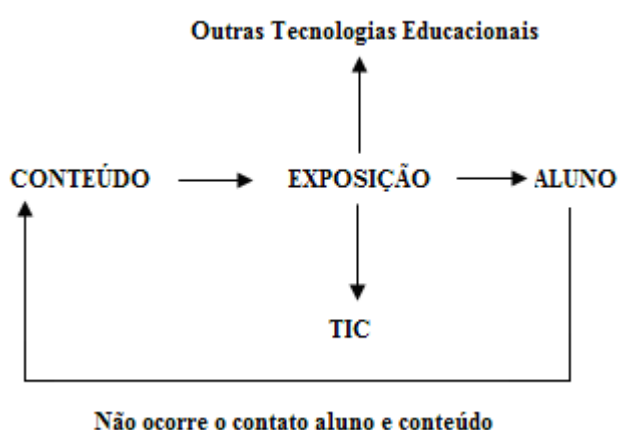 Outras Tecnologias Educacionais
CONTEÚDO EXPOSIÇÃO ALUNO
TIC
Não ocorre o contato aluno e conteúdo